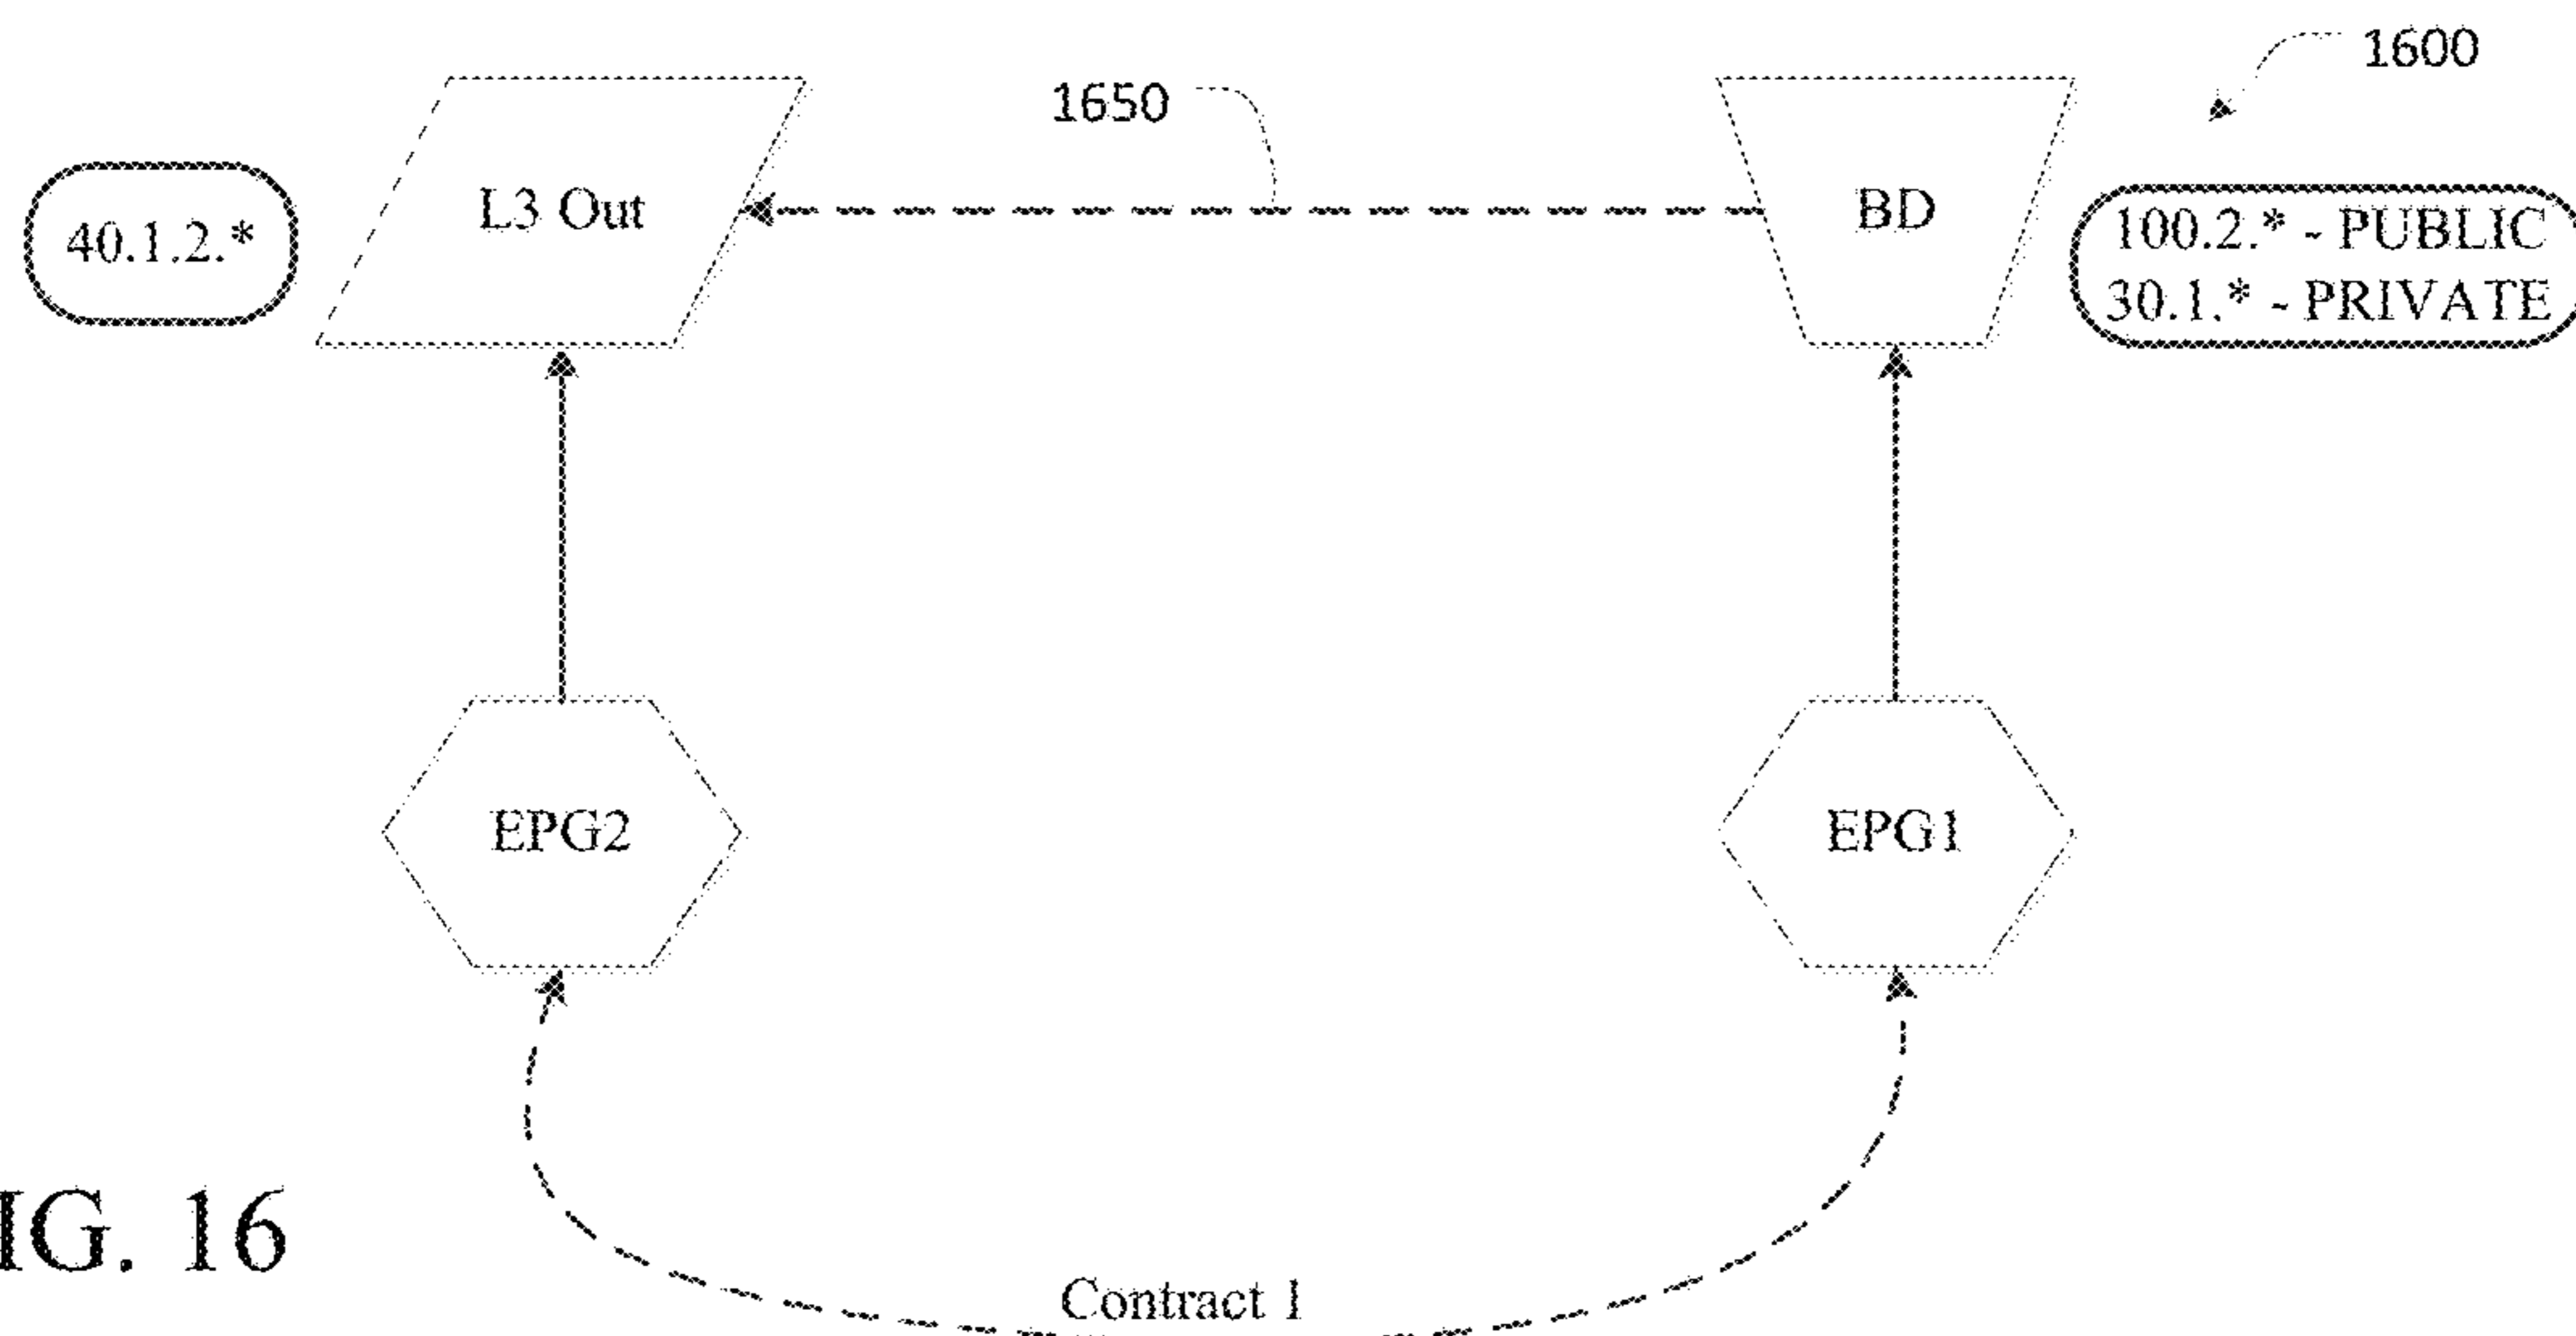 1600
1650
L3 Out
BD
40.1.2.*
100.2.* - PUBLIC
30.1.* - PRIVATE
EPG2
EPG1
IG. 16
Contract 1